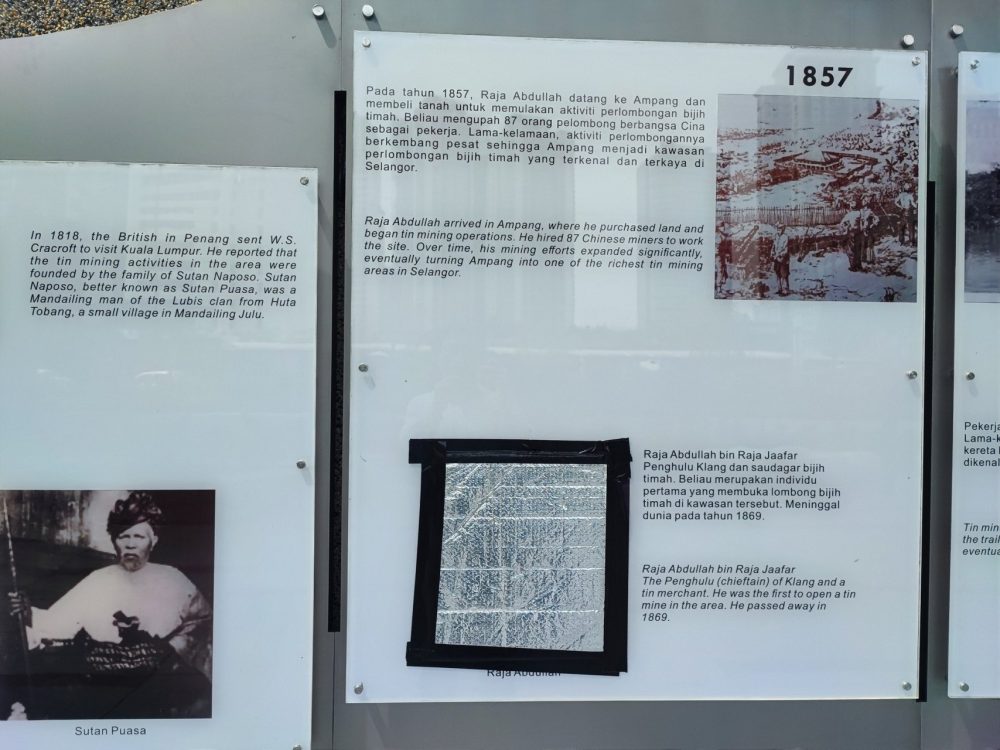 In 1818, the British in Penang sent W.S.
Cracroft to visit Kuala Lumpur. He reported that
the tin mining activities in the area were
founded by the family of Sutan Naposo. Sutan
Naposo, better known as Sutan Puasa, was a
Mandailing man of the Lubis clan from Huta
Tobang, a small village in Mandailing Julu.
Sutan Puasa
1857
Pada tahun 1857, Raja Abdullah datang ke Ampang dan
membeli tanah untuk memulakan aktiviti perlombongan bijih
timah. Beliau mengupah 87 orang pelombong berbangsa Cina
sebagai pekerja. Lama-kelamaan, aktiviti perlombongannya
berkembang pesat sehingga Ampang menjadi kawasan
perlombongan bijih timah yang terkenal dan terkaya di
Selangor.
Raja Abdullah arrived in Ampang, where he purchased land and
began tin mining operations. He hired 87 Chinese miners to work
the site. Over time, his mining efforts expanded significantly,
eventually turning Ampang into one of the richest tin mining
areas in Selangor.
Raja Abdullah bin Raja Jaafar
Penghulu Klang dan saudagar bijih
timah. Beliau merupakan individu
pertama yang membuka lombong bijih
timah di kawasan tersebut. Meninggal
dunia pada tahun 1869.
Raja Abdullah bin Raja Jaafar
The Penghulu (chieftain) of Klang and a
tin merchant. He was the first to open a tin
mine in the area. He passed away in
1869.
Raja Abdullah
Pekerja
Lama-k
kereta
dikenal
Tin min
the trail
eventua